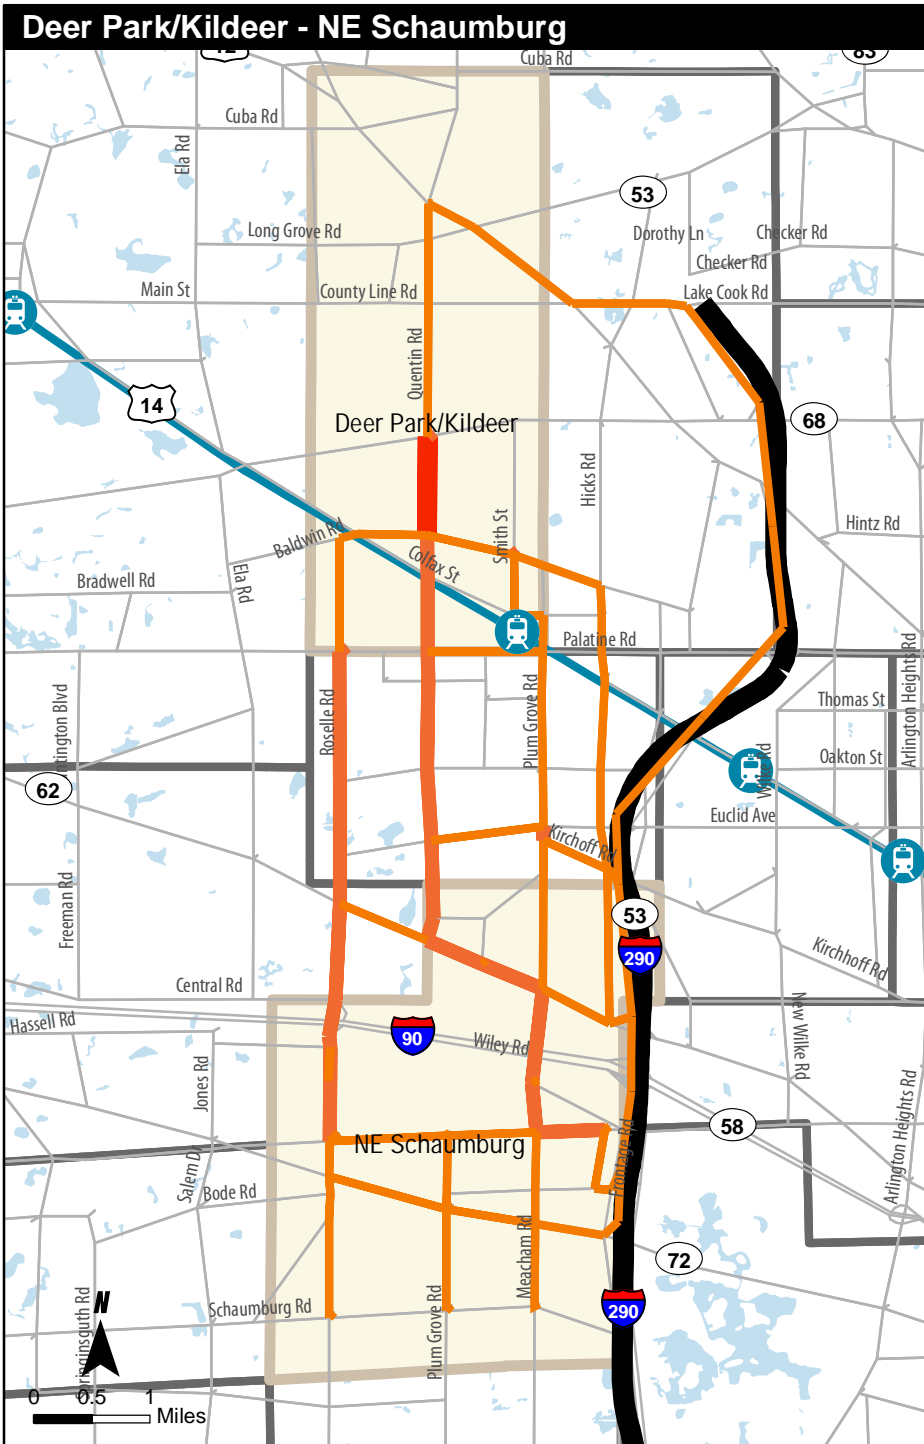 Deer Park/Kildeer - NE Schaumburg
12
83
Cuba Rd
Cuba Rd
Ela Rd
53
Long Grove Rd
Dorothy Ln
Checker Rd
Checker Rd
Main St
County Line Rd
Lake Cook Rd
Quentin Rd
14
Deer Park/Kildeer
68
Hicks Rd
Smith St
Hintz Rd
Baldwin Rd
Colfax St
Bradwell Rd
Ela Rd
Palatine Rd
Arlington Heights Rd
Roselle Rd
Plum Grove Rd
Thomas St
Oakton St
62
Euclid Ave
Kirchoff Rd
Freeman Rd
53
290
Kirchhoff Rd
Central Rd
Hassell Rd
90
Wiley Rd
New Wilke Rd
Jones Rd
58
NE Schaumburg
Frontage Rd
Arlington Heights Rd
Salem Dr
Bode Rd
Meacham Rd
72
Plum Grove Rd
Schaumburg Rd
290
N
0 0.5 1
Miles